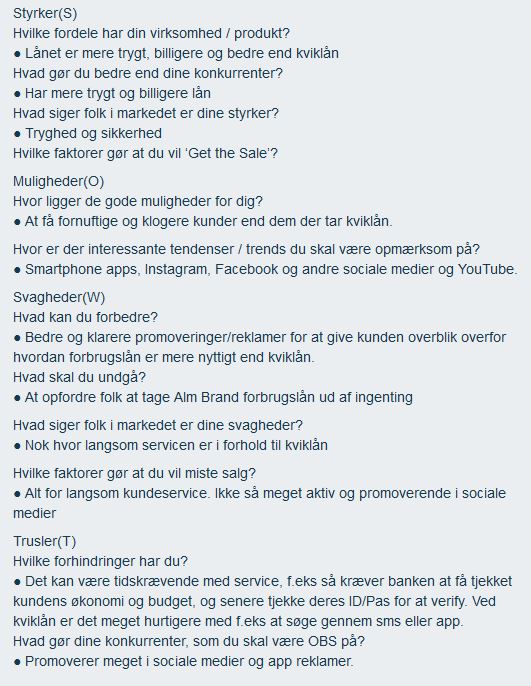 Styrker(S)
Hvilke fordele har din virksomhed / produkt?
● Lånet er mere trygt, billigere og bedre end kviklån
Hvad gør du bedre end dine konkurrenter?
● Har mere trygt og billigere lån
Hvad siger folk i markedet er dine styrker?
● Tryghed og sikkerhed
Hvilke faktorer gør at du vil ‘Get the Sale’?
Muligheder(O)
Hvor ligger de gode muligheder for dig?
● At få fornuftige og klogere kunder end dem der tar kviklån.
Hvor er der interessante tendenser / trends du skal være opmærksom på?
● Smartphone apps, Instagram, Facebook og andre sociale medier og YouTube.
Svagheder(W)
Hvad kan du forbedre?
● Bedre og klarere promoveringer/reklamer for at give kunden overblik overfor
hvordan forbrugslån er mere nyttigt end kviklån.
Hvad skal du undgå?
● At opfordre folk at tage Alm Brand forbrugslån ud af ingenting
Hvad siger folk i markedet er dine svagheder?
● Nok hvor langsom servicen er i forhold til kviklån
Hvilke faktorer gør at du vil miste salg?
● Alt for langsom kundeservice. Ikke så meget aktiv og promoverende i sociale
medier
Trusler(T)
Hvilke forhindringer har du?
● Det kan være tidskrævende med service, f.eks så kræver banken at få tjekket
kundens økonomi og budget, og senere tjekke deres ID/Pas for at verify. Ved
kviklån er det meget hurtigere med f.eks at søge gennem sms eller app.
Hvad gør dine konkurrenter, som du skal være OBS på?
● Promoverer meget i sociale medier og app reklamer.